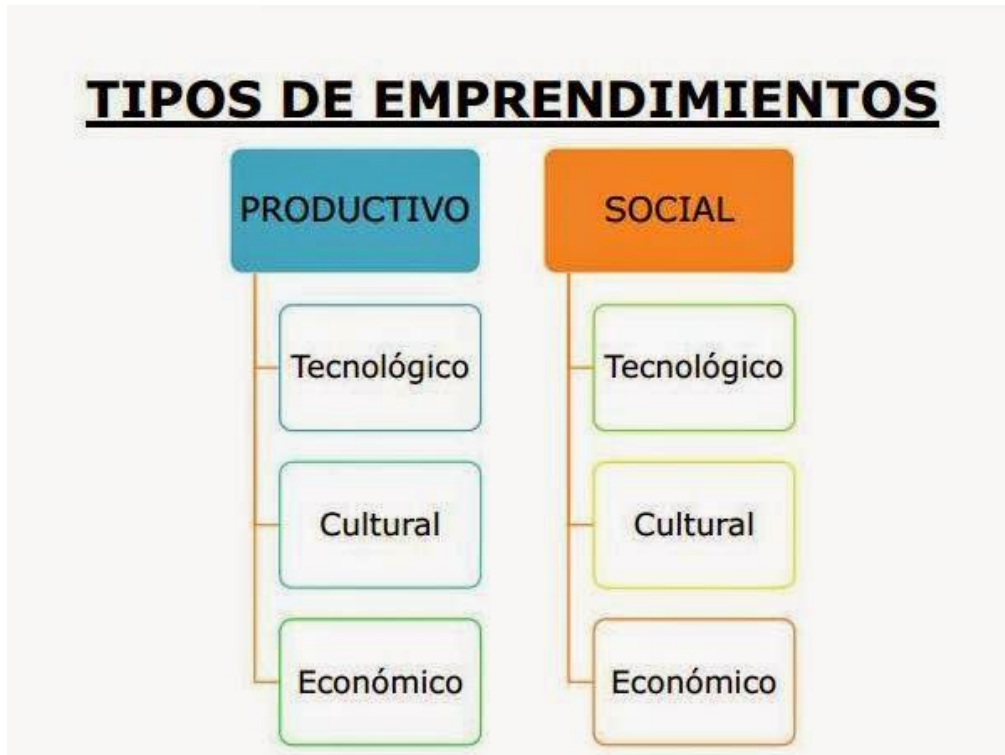 TIPOS DE EMPRENDIMIENTOS
PRODUCTIVO
Tecnológico
Cultural
Económico
SOCIAL
Tecnológico
Cultural
Económico